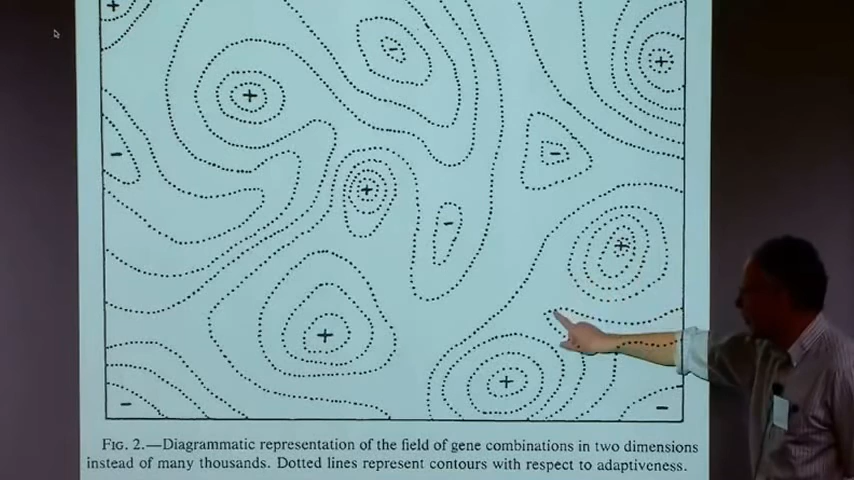 FIG. 2.—Diagrammatic representation of the field of gene combinations in two dimensions
instead of many thousands. Dotted lines represent contours with respect to adaptiveness.